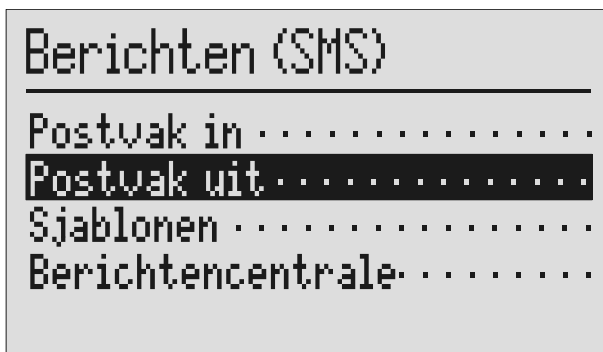 Berichten (SMS)
Postvak in . . . . . . . . . . . . . . .
Postvak uit . . . . . . . . . . . . . .
Sjablonen . . . . . . . . . . . . . . . .
Berichtencentrale . . . . . . . . .